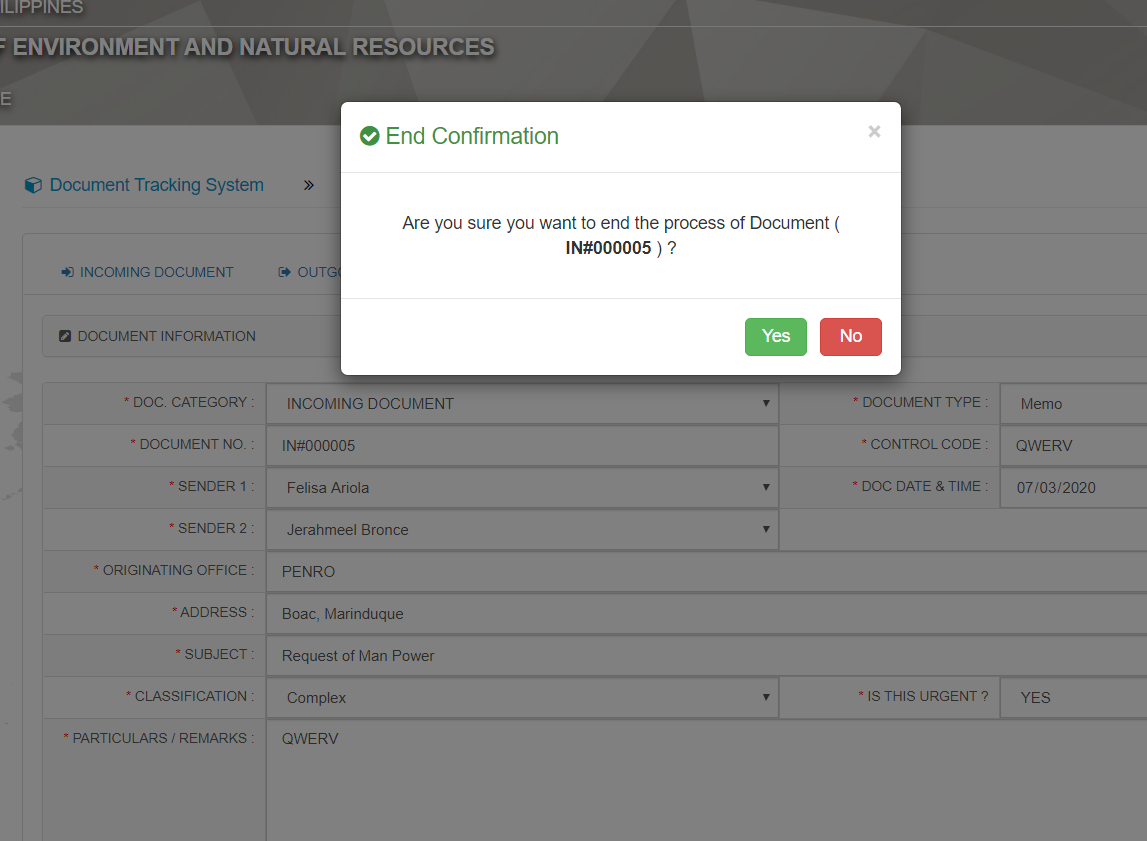 ILIPPINES
F ENVIRONMENT AND NATURAL RESOURCES
E
End Confirmation ×
Are you sure you want to end the process of Document (
IN#000005 ) ?
Yes No
Document Tracking System »
INCOMING DOCUMENT OUTG
DOCUMENT INFORMATION
* DOC. CATEGORY : INCOMING DOCUMENT * DOCUMENT TYPE : Memo
* DOCUMENT NO. : IN#000005 * CONTROL CODE : QWERV
* SENDER 1 : Felisa Ariola * DOC DATE & TIME : 07/03/2020
* SENDER 2 : Jerahmeel Bronce
* ORIGINATING OFFICE : PENRO
* ADDRESS : Boac, Marinduque
* SUBJECT : Request of Man Power
* CLASSIFICATION : Complex * IS THIS URGENT ? YES
* PARTICULARS / REMARKS : QWERV